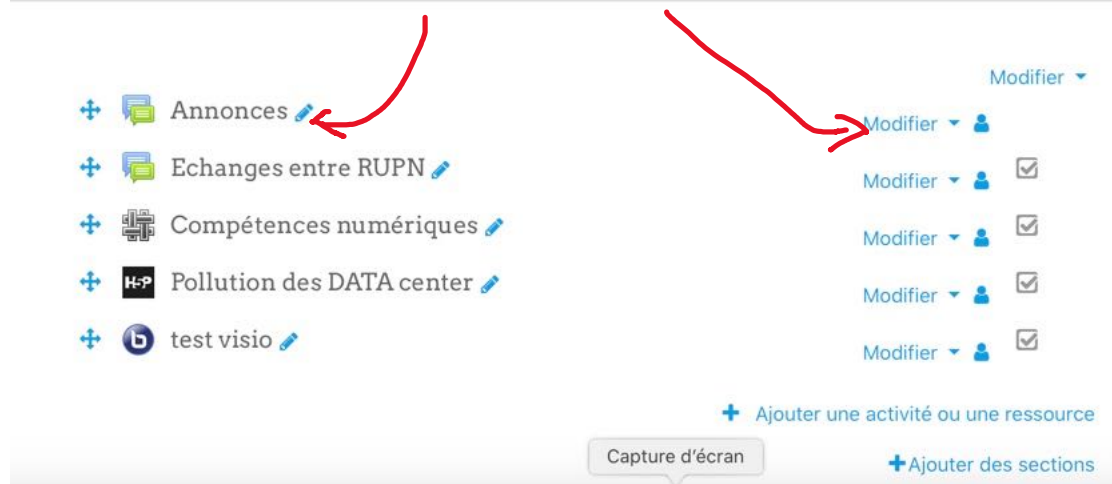 Modifier
Annonces Modifier
Echanges entre RUPN Modifier
Compétences numériques Modifier
H5P Pollution des DATA center Modifier
b test visio Modifier
Ajouter une activité ou une ressource
Capture d'écran
Ajouter des sections